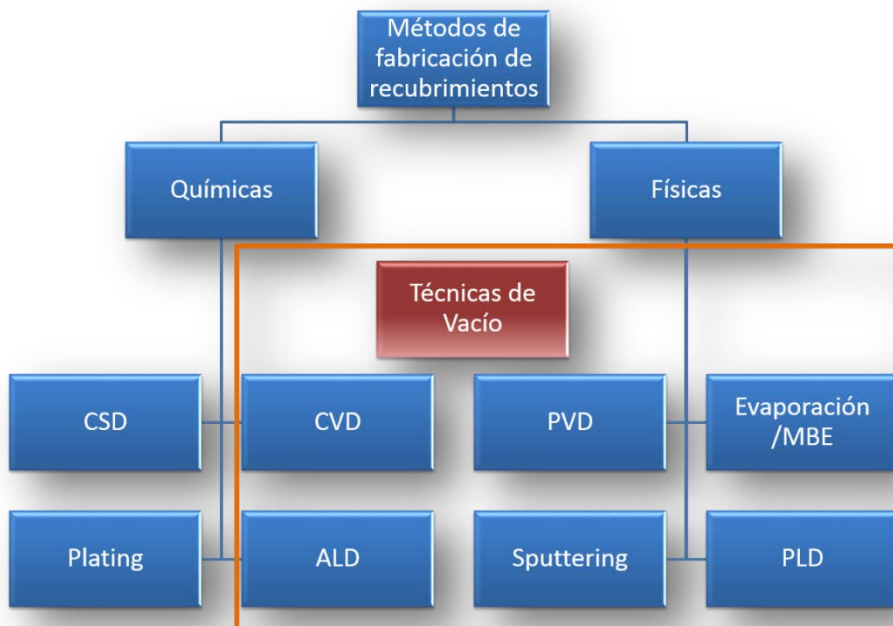 Métodos de
fabricación de
recubrimientos
Químicas
Físicas
Técnicas de
Vacío
CSD
CVD
PVD
Evaporación
/MBE
Plating
ALD
Sputtering
PLD